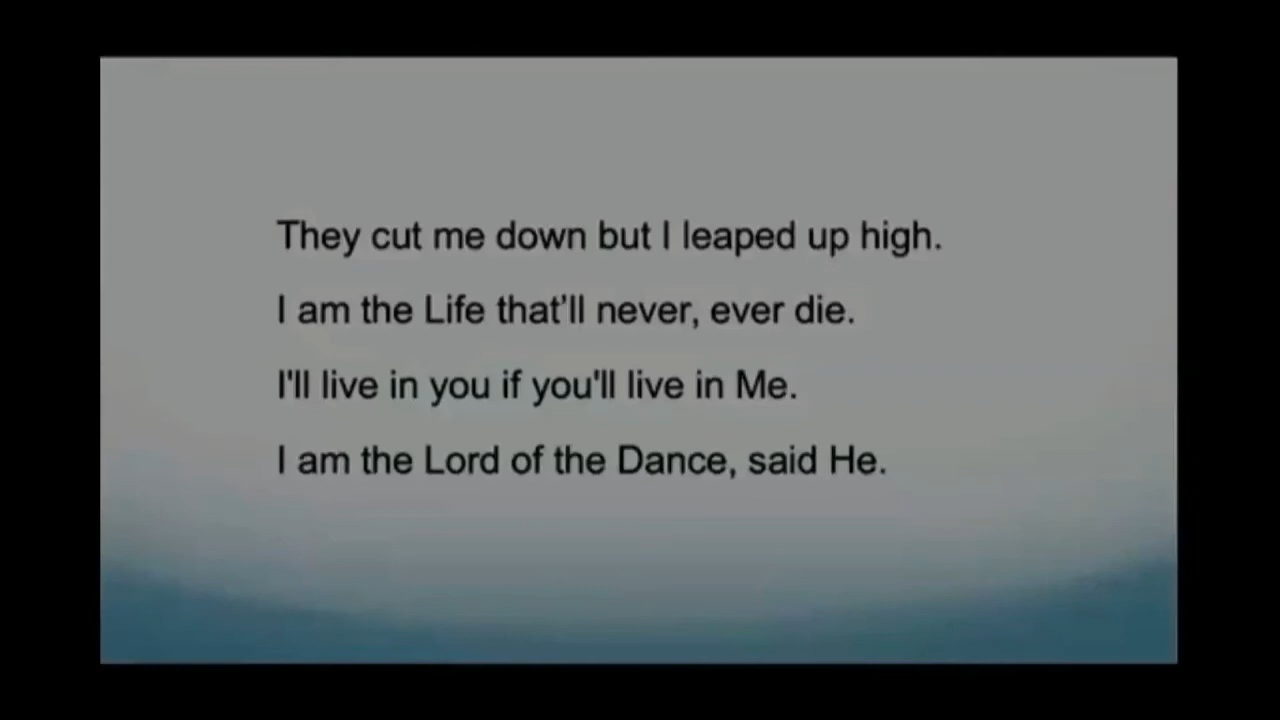 They cut me down but I leaped up high.
I am the Life that’ll never, ever die.
I'll live in you if you'll live in Me.
I am the Lord of the Dance, said He.